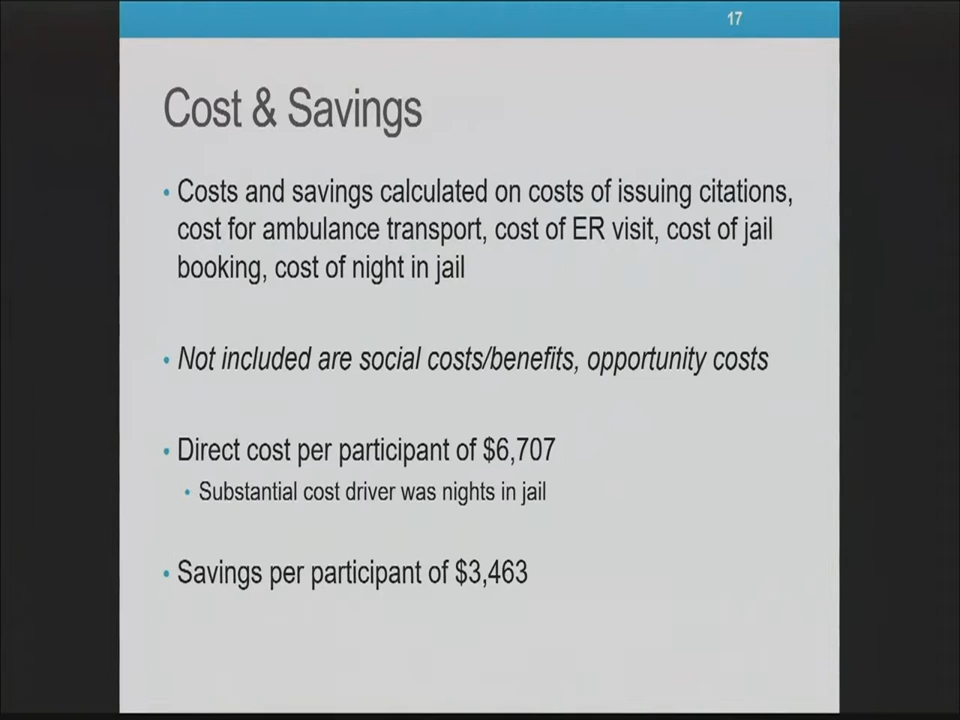 17
Cost & Savings
• Costs and savings calculated on costs of issuing citations,
cost for ambulance transport, cost of ER visit, cost of jail
booking, cost of night in jail
• Not included are social costs/benefits, opportunity costs
• Direct cost per participant of $6,707
• Substantial cost driver was nights in jail
• Savings per participant of $3,463